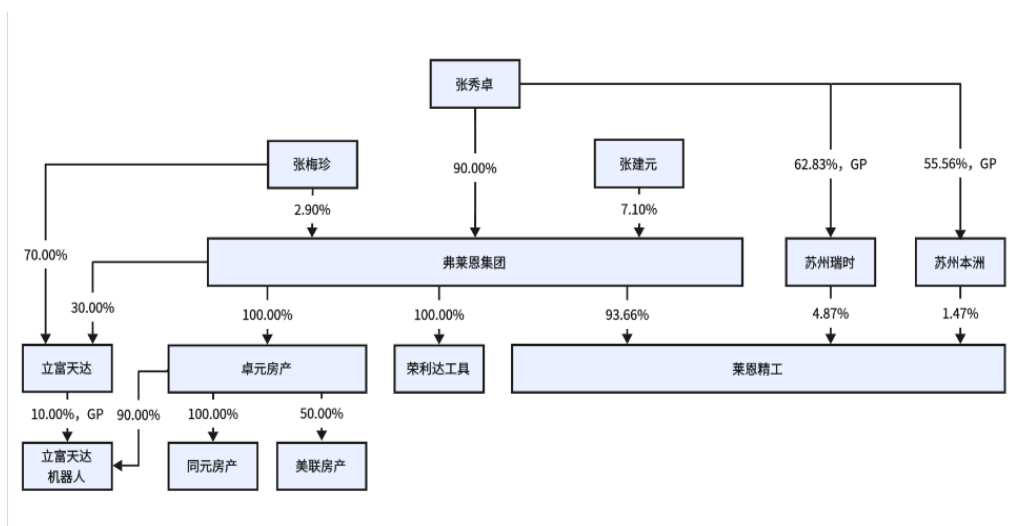 张秀卓
张梅珍
90.00%
张建元
62.83%，GP
55.56%，GP
2.90%
7.10%
70.00%
弗莱恩集团
苏州瑞时
苏州本洲
30.00%
100.00%
100.00%
93.66%
4.87%
1.47%
立富天达
卓元房产
荣利达工具
莱恩精工
10.00%，GP
90.00%
100.00%
50.00%
立富天达
机器人
同元房产
美联房产